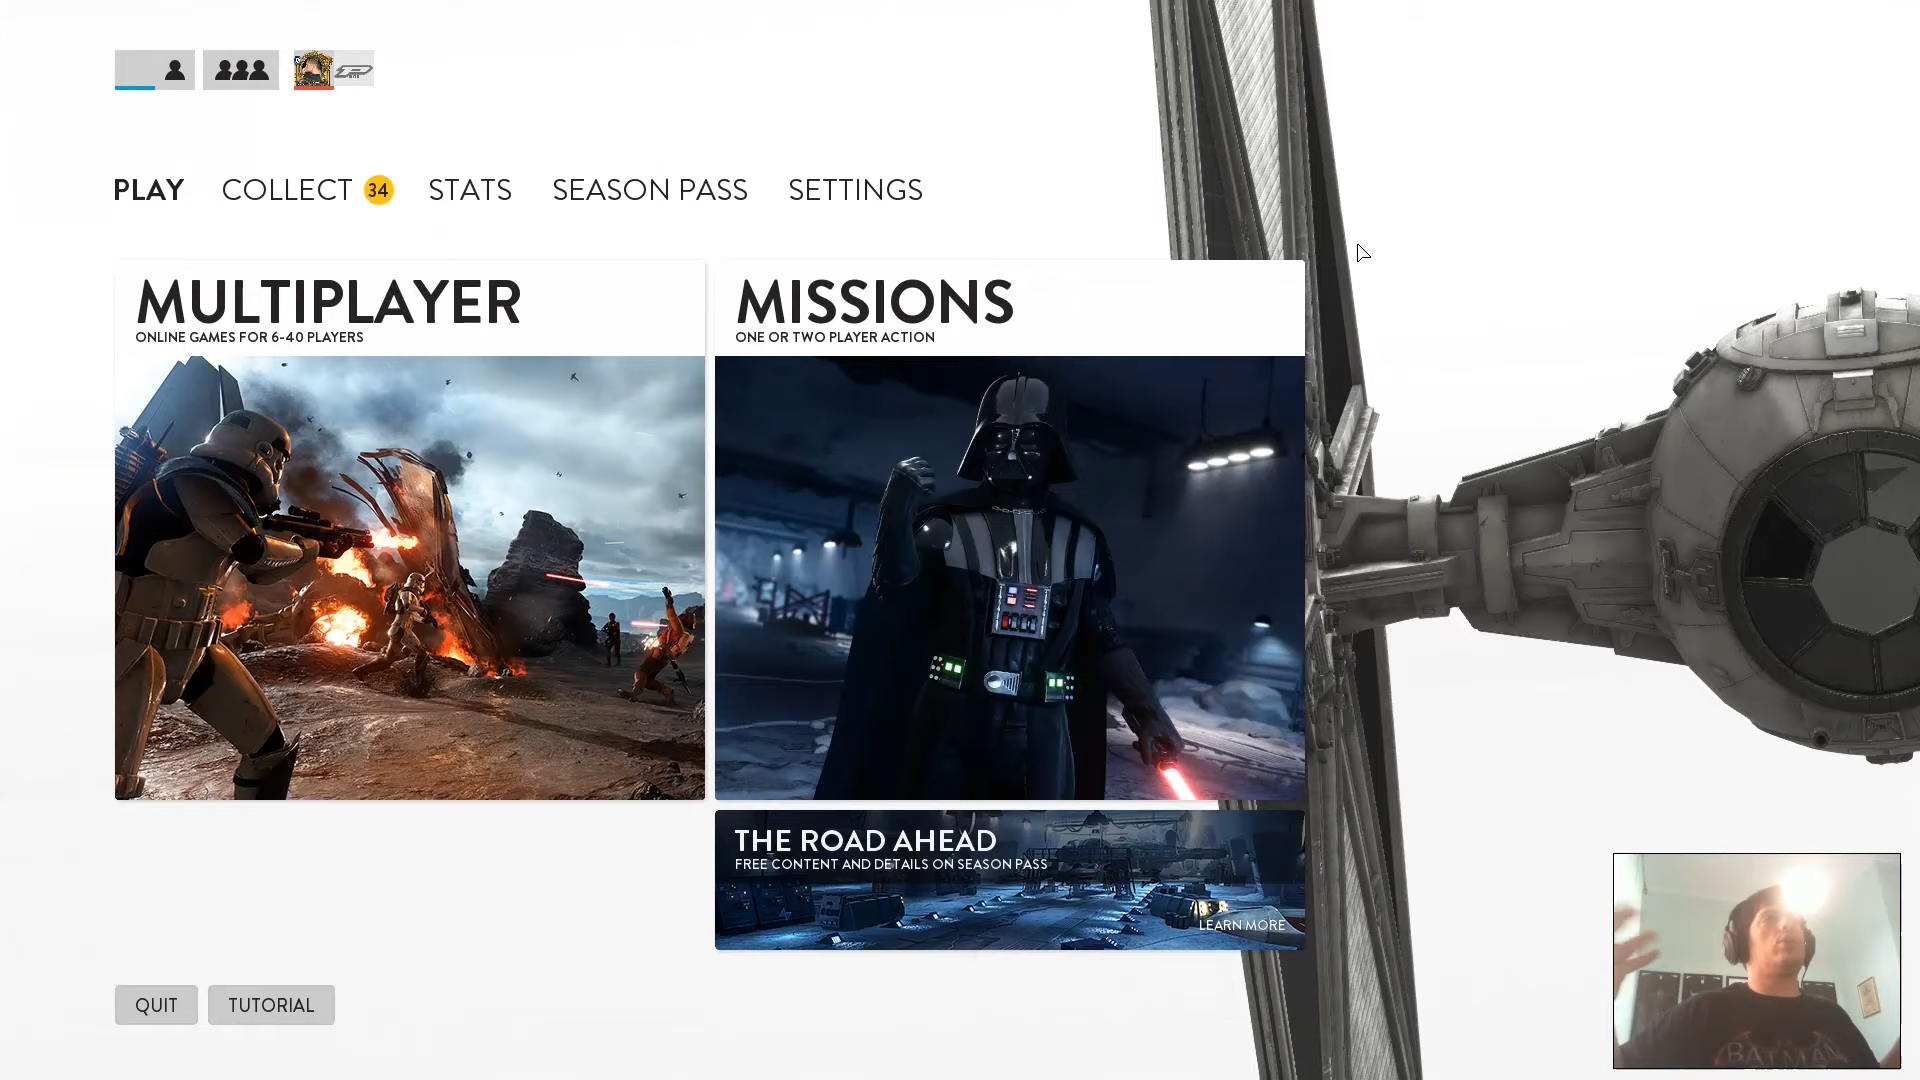 PLAY
COLLECT 34
STATS
SEASON PASS
SETTINGS
MULTIPLAYER
ONLINE GAMES FOR 6-40 PLAYERS
MISSIONS
ONE OR TWO PLAYER ACTION
THE ROAD AHEAD
FREE CONTENT AND DETAILS ON SEASON PASS
LEARN MORE
QUIT
TUTORIAL
BATMAN